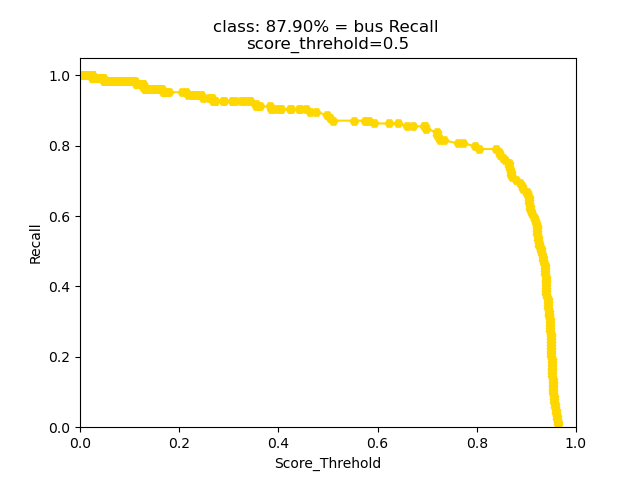 class: 87.90% = bus Recall
score_threhold=0.5
Recall
1.0
0.8
0.6
0.4
0.2
0.0
0.0 0.2 0.4 0.6 0.8 1.0
Score_Threhold